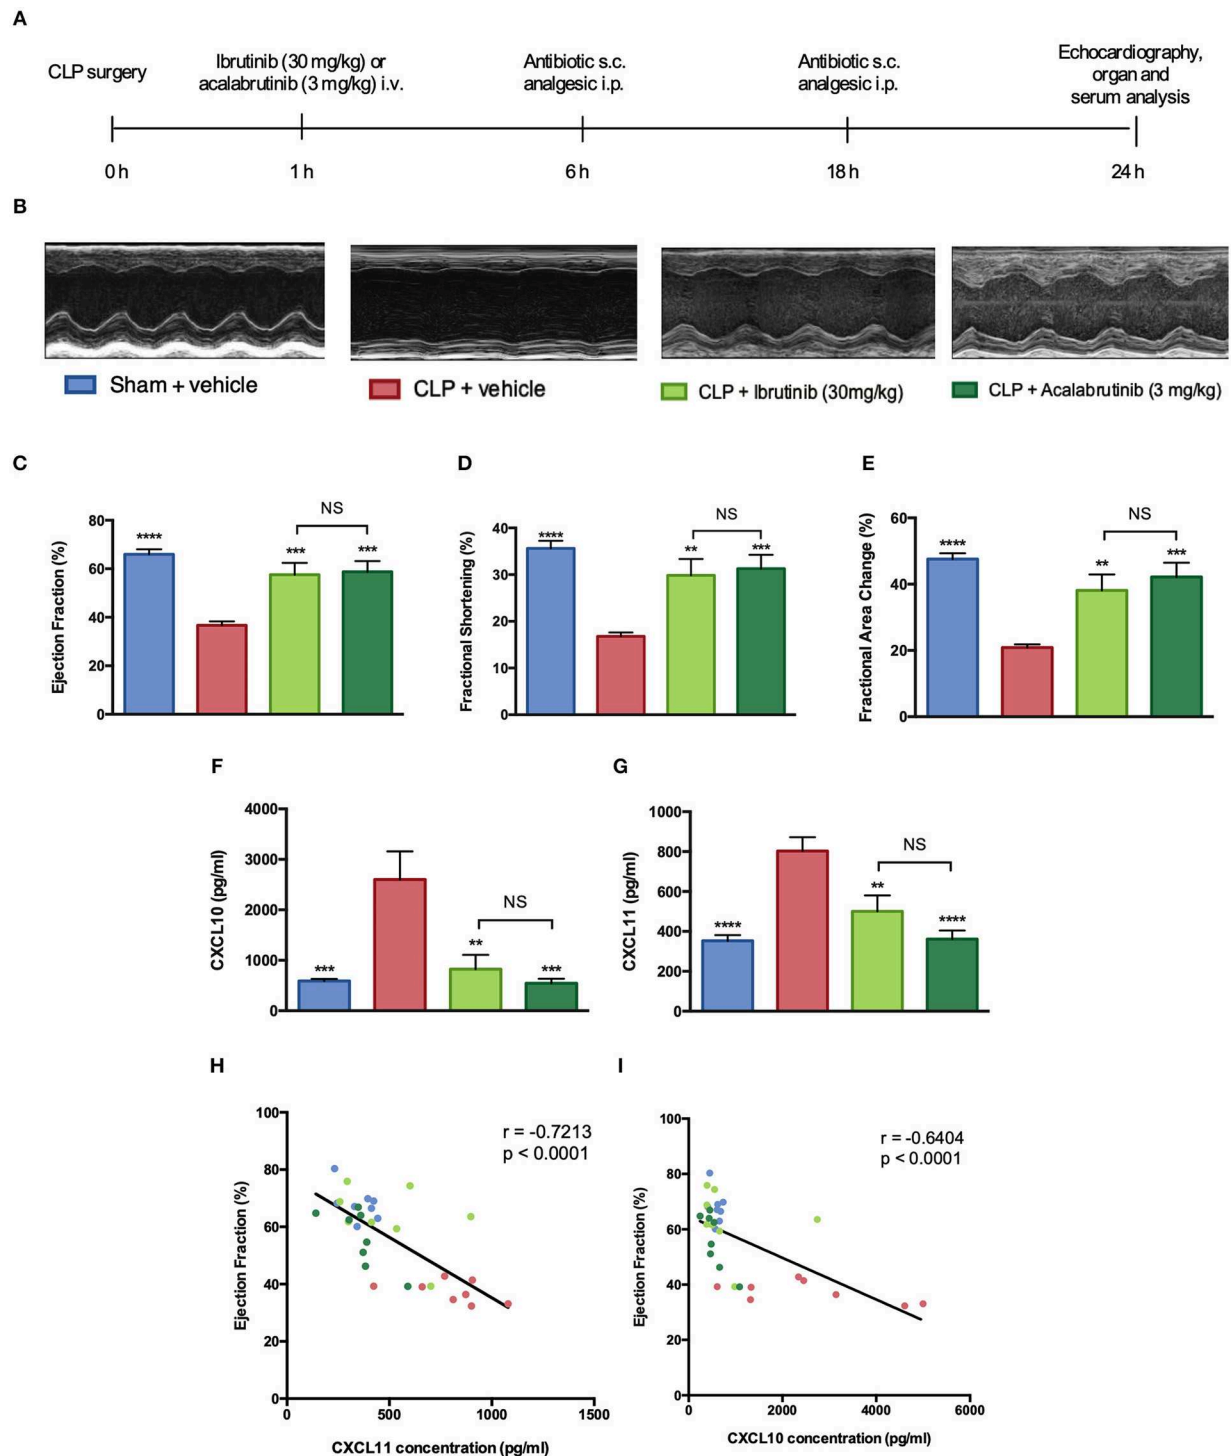 A
CLP surgery
Ibrutinib (30 mg/kg) or
acalabrutinib (3 mg/kg) i.v.
Antibiotic s.c.
analgesic i.p.
Antibiotic s.c.
analgesic i.p.
Echocardiography,
organ and
serum analysis
0 h
1 h
6 h
18 h
24 h
B
Sham + vehicle
CLP + vehicle
CLP + Ibrutinib (30mg/kg)
CLP + Acalabrutinib (3 mg/kg)
C
Ejection Fraction (%)
80
60
40
20
0
****
***
***
NS
D
Fractional Shortening (%)
40
30
20
10
0
****
**
***
NS
E
Fractional Area Change (%)
60
40
20
0
****
**
***
NS
F
CXCL10 (pg/ml)
4000
3000
2000
1000
0
***
**
***
NS
G
CXCL11 (pg/ml)
1000
800
600
400
200
0
****
**
****
NS
H
Ejection Fraction (%)
100
80
60
40
20
0
r = -0.7213
p < 0.0001
0 500 1000 1500
CXCL11 concentration (pg/ml)
I
Ejection Fraction (%)
100
80
60
40
20
0
r = -0.6404
p < 0.0001
0 2000 4000 6000
CXCL10 concentration (pg/ml)